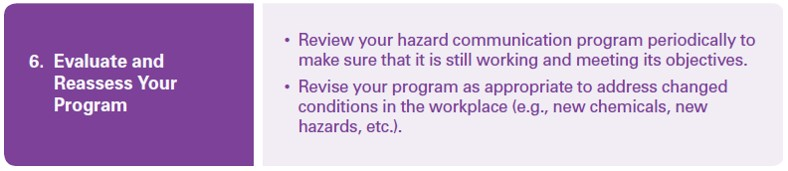 6. Evaluate and
Reassess Your
Program
• Review your hazard communication program periodically to
make sure that it is still working and meeting its objectives.
• Revise your program as appropriate to address changed
conditions in the workplace (e.g., new chemicals, new
hazards, etc.).